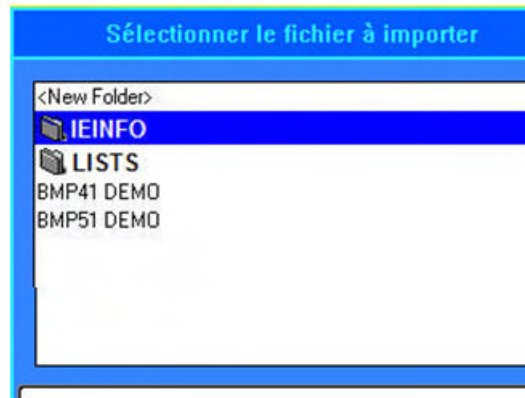 Sélectionner le fichier à importer
<New Folder>
IEINFO
LISTS
BMP41 DEMO
BMP51 DEMO